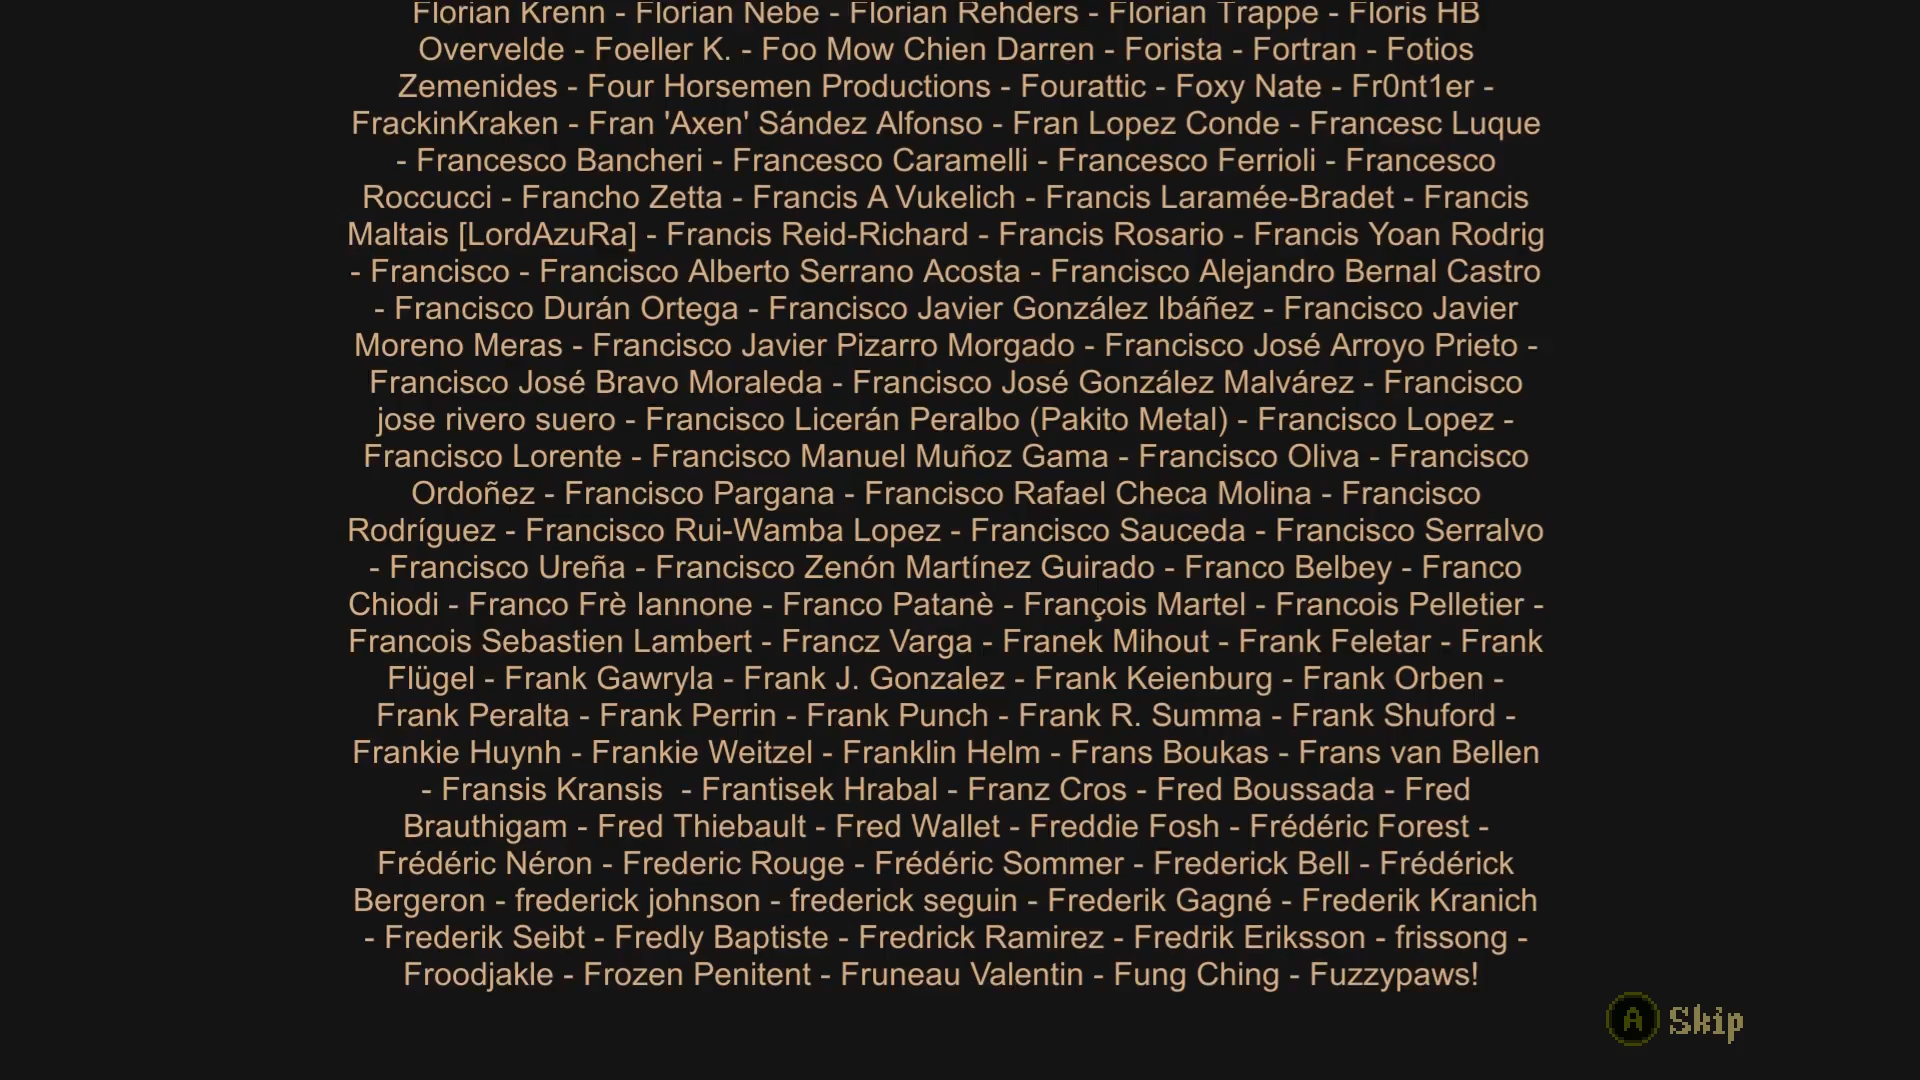 Florian Krenn - Florian Nebe - Florian Rehders - Florian Trappe - Floris HB
Overvelde - Foeller K. - Foo Mow Chien Darren - Forista - Fortran - Fotios
Zemenides - Four Horsemen Productions - Fourattic - Foxy Nate - Fr0nt1er -
FrackinKraken - Fran 'Axen' Sández Alfonso - Fran Lopez Conde - Francesc Luque
- Francesco Bancheri - Francesco Caramelli - Francesco Ferrioli - Francesco
Roccucci - Francho Zetta - Francis A Vukelich - Francis Laramée-Bradet - Francis
Maltais [LordAzuRa] - Francis Reid-Richard - Francis Rosario - Francis Yoan Rodrig
- Francisco - Francisco Alberto Serrano Acosta - Francisco Alejandro Bernal Castro
- Francisco Durán Ortega - Francisco Javier González Ibáñez - Francisco Javier
Moreno Meras - Francisco Javier Pizarro Morgado - Francisco José Arroyo Prieto -
Francisco José Bravo Moraleda - Francisco José González Malvárez - Francisco
jose rivero suero - Francisco Licerán Peralbo (Pakito Metal) - Francisco Lopez -
Francisco Lorente - Francisco Manuel Muñoz Gama - Francisco Oliva - Francisco
Ordoñez - Francisco Pargana - Francisco Rafael Checa Molina - Francisco
Rodríguez - Francisco Rui-Wamba Lopez - Francisco Sauceda - Francisco Serralvo
- Francisco Ureña - Francisco Zenón Martínez Guirado - Franco Belbey - Franco
Chiodi - Franco Frè Iannone - Franco Patanè - François Martel - Francois Pelletier -
Francois Sebastien Lambert - Francz Varga - Franek Mihout - Frank Feletar - Frank
Flügel - Frank Gawryla - Frank J. Gonzalez - Frank Keienburg - Frank Orben -
Frank Peralta - Frank Perrin - Frank Punch - Frank R. Summa - Frank Shuford -
Frankie Huynh - Frankie Weitzel - Franklin Helm - Frans Boukas - Frans van Bellen
- Fransis Kransis - Frantisek Hrabal - Franz Cros - Fred Boussada - Fred
Brauthigam - Fred Thiebault - Fred Wallet - Freddie Fosh - Frédéric Forest -
Frédéric Néron - Frederic Rouge - Frédéric Sommer - Frederick Bell - Frédérick
Bergeron - frederick johnson - frederick seguin - Frederik Gagné - Frederik Kranich
- Frederik Seibt - Fredly Baptiste - Fredrick Ramirez - Fredrik Eriksson - frissong -
Froodjakle - Frozen Penitent - Fruneau Valentin - Fung Ching - Fuzzypaws!
A Skip